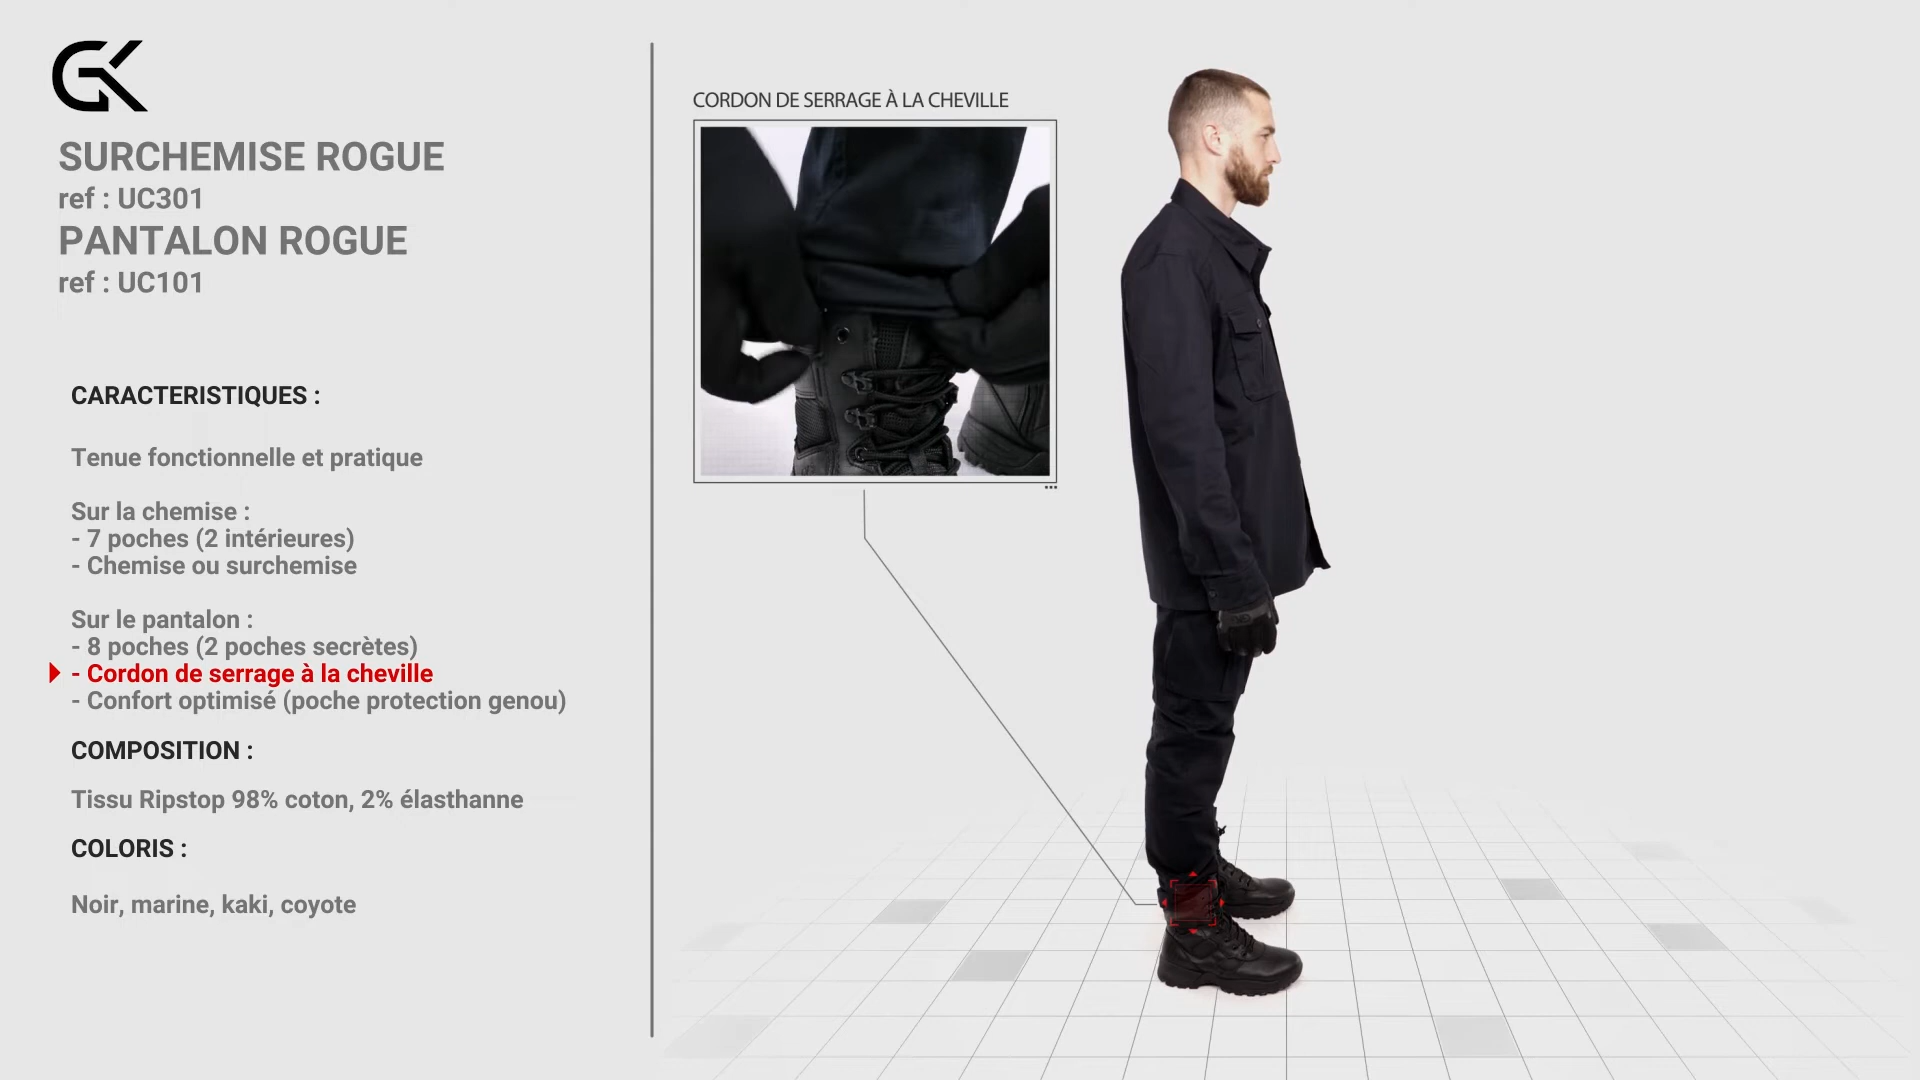 GK
SURCHEMISE ROGUE
ref : UC301
PANTALON ROGUE
ref : UC101
CARACTERISTIQUES :
Tenue fonctionnelle et pratique
Sur la chemise :
- 7 poches (2 intérieures)
- Chemise ou surchemise
Sur le pantalon :
- 8 poches (2 poches secrètes)
- Cordon de serrage à la cheville
- Confort optimisé (poche protection genou)
COMPOSITION :
Tissu Ripstop 98% coton, 2% élasthanne
COLORIS :
Noir, marine, kaki, coyote
CORDON DE SERRAGE À LA CHEVILLE